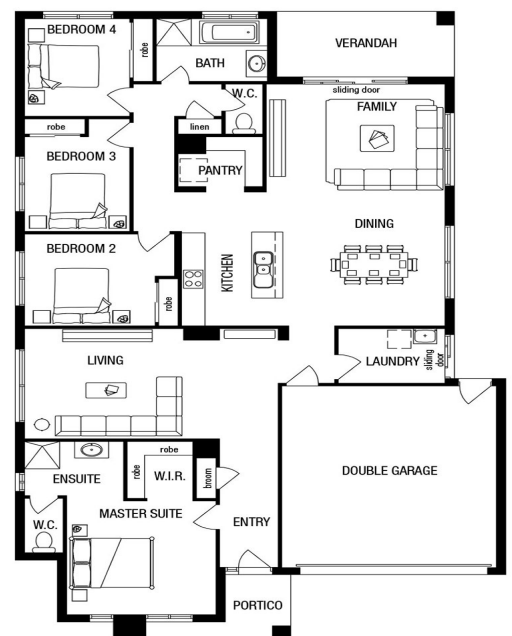 BEDROOM 4
robe
BATH
VERANDAH
sliding door
W.C.
FAMILY
linen
robe
BEDROOM 3
PANTRY
DINING
BEDROOM 2
KITCHEN
robe
LIVING
LAUNDRY
sliding
door
robe
robe
W.I.R.
broom
ENSUITE
DOUBLE GARAGE
MASTER SUITE
W.C.
ENTRY
PORTICO